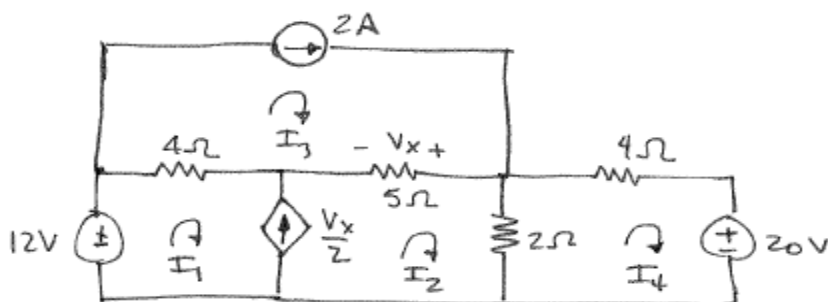 2A
I₃
4Ω
- Vx +
5Ω
4Ω
12V
±
I₁
Vx/2
I₂
2Ω
I₄
±
20V